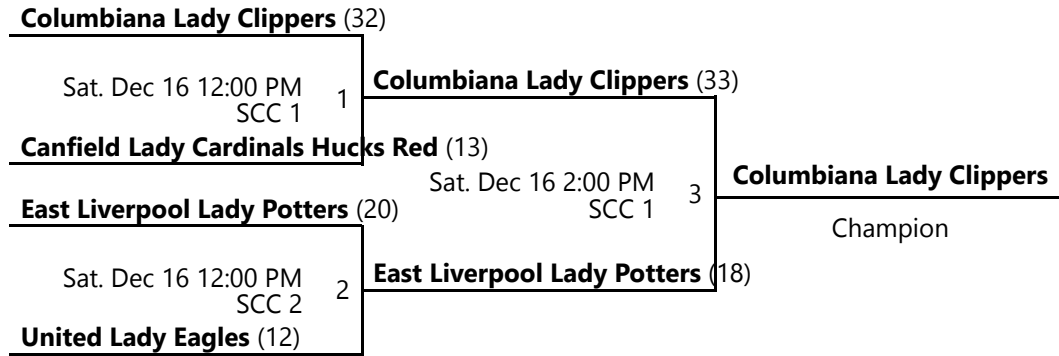 Columbiana Lady Clippers (32)
Sat. Dec 16 12:00 PM
SCC 1
1
Canfield Lady Cardinals Hucks Red (13)
East Liverpool Lady Potters (20)
Sat. Dec 16 12:00 PM
SCC 2
2
United Lady Eagles (12)
Columbiana Lady Clippers (33)
Sat. Dec 16 2:00 PM
SCC 1
3
East Liverpool Lady Potters (18)
Columbiana Lady Clippers
Champion